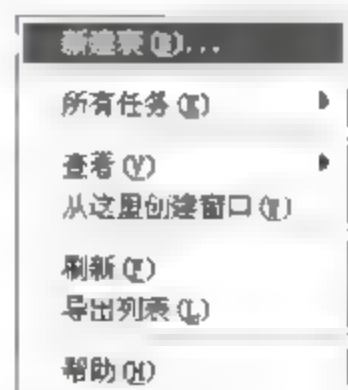 新建表(B)...
所有任务(K)
查看(V)
从这里创建窗口(W)
刷新(F)
导出列表(L)
帮助(H)